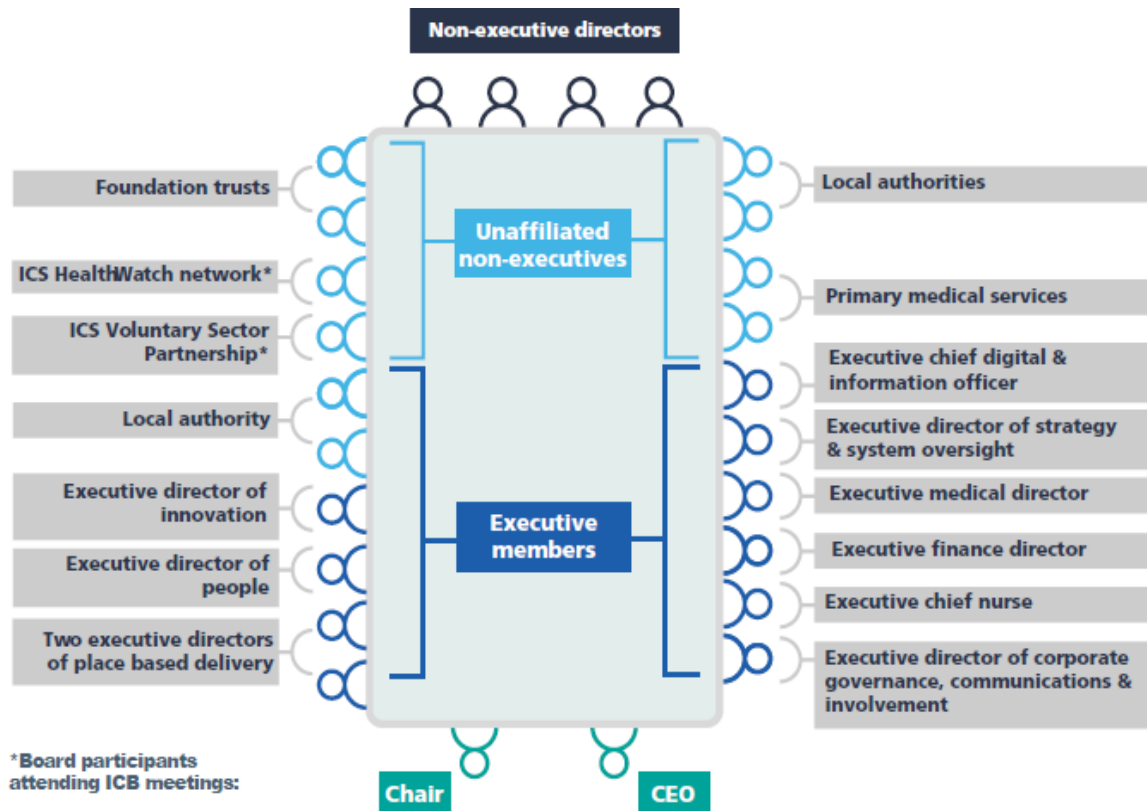 Non-executive directors
Foundation trusts
ICS HealthWatch network*
ICS Voluntary Sector
Partnership*
Local authority
Executive director of
innovation
Executive director of
people
Two executive directors
of place based delivery
Unaffiliated
non-executives
Executive
members
Local authorities
Primary medical services
Executive chief digital &
information officer
Executive director of strategy
& system oversight
Executive medical director
Executive finance director
Executive chief nurse
Executive director of corporate
governance, communications &
involvement
*Board participants
attending ICB meetings:
Chair
CEO